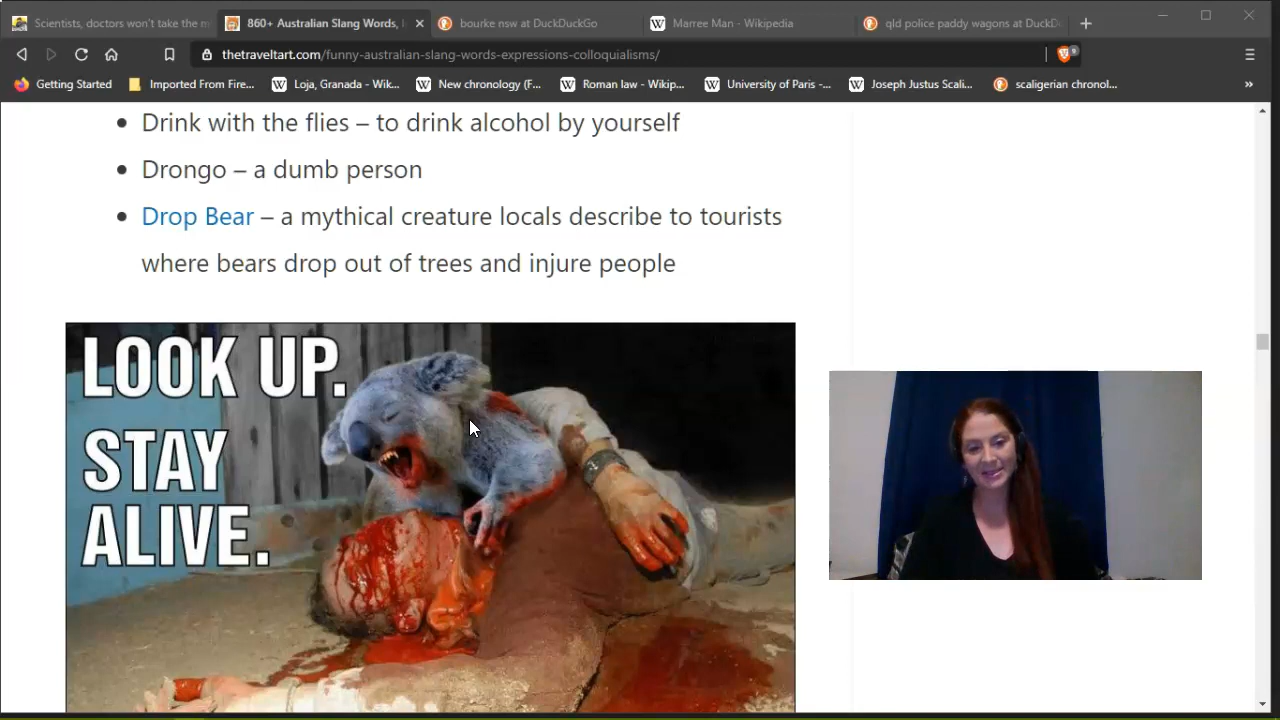 Scientists, doctors won't take the m
860+ Australian Slang Words,
bourke nsw at DuckDuckGo
Marree Man - Wikipedia
qld police paddy wagons at DuckD
thetraveltart.com/funny-australian-slang-words-expressions-colloquialisms/
9
Getting Started
Imported From Fire...
Loja, Granada - Wik...
New chronology (F...
Roman law - Wikip...
University of Paris -...
Joseph Justus Scali...
scaligerian chronol...
Drink with the flies – to drink alcohol by yourself
Drongo – a dumb person
Drop Bear – a mythical creature locals describe to tourists
where bears drop out of trees and injure people
LOOK UP.
STAY
ALIVE.